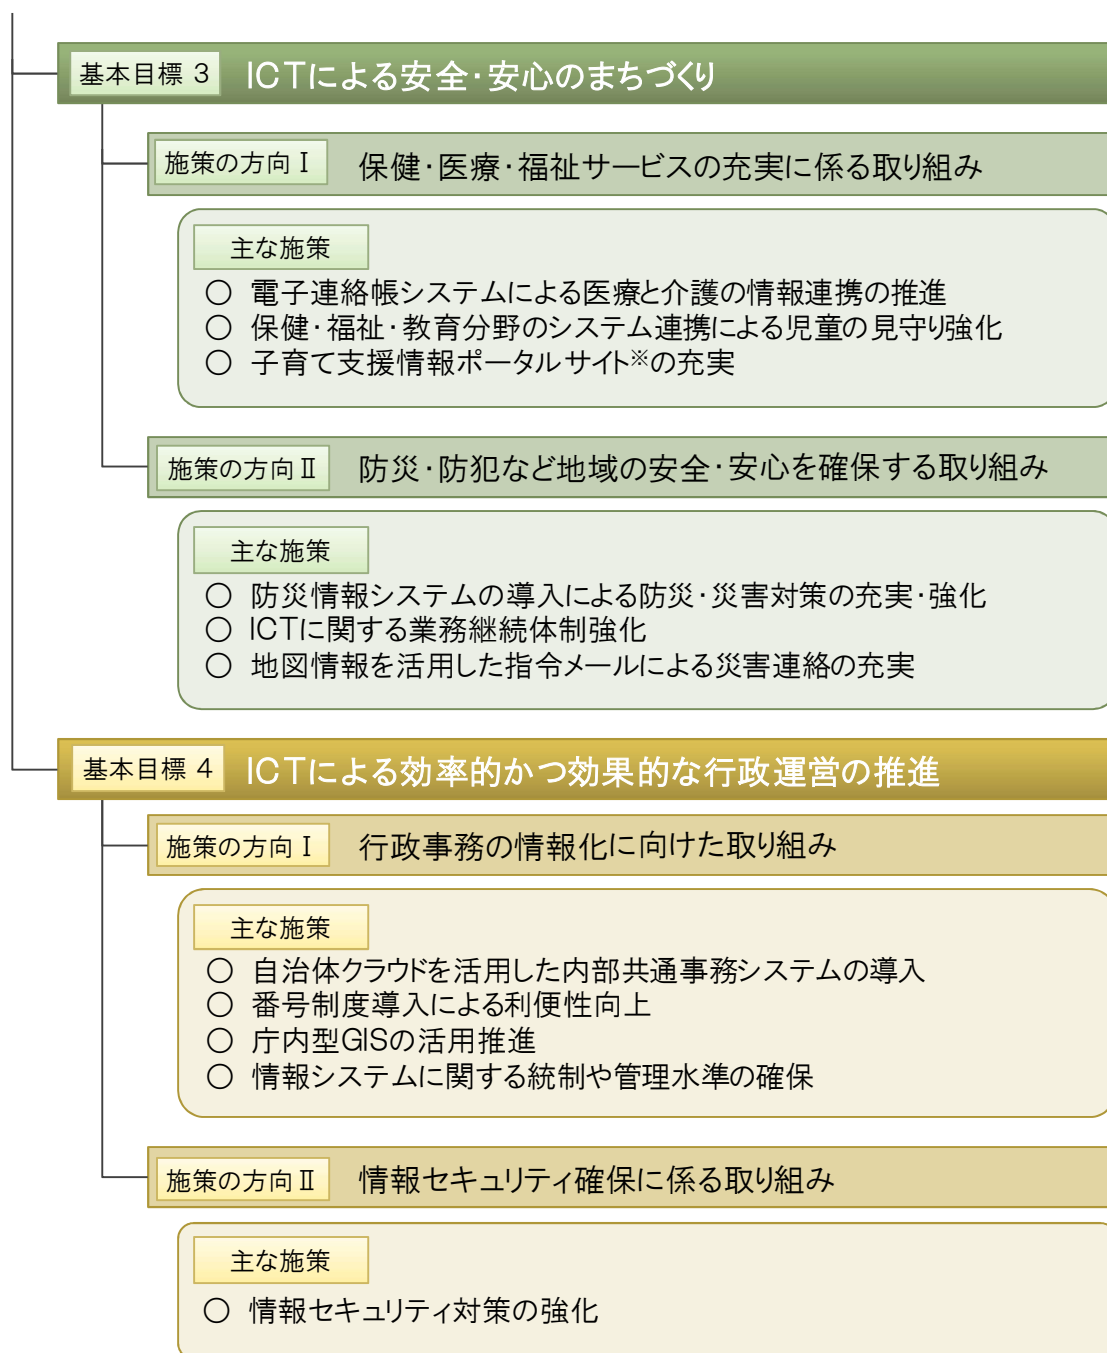 基本目標 3 ICTによる安全・安心のまちづくり
施策の方向Ⅰ 保健・医療・福祉サービスの充実に係る取り組み
主な施策
○ 電子連絡帳システムによる医療と介護の情報連携の推進
○ 保健・福祉・教育分野のシステム連携による児童の見守り強化
○ 子育て支援情報ポータルサイト※の充実
施策の方向Ⅱ 防災・防犯など地域の安全・安心を確保する取り組み
主な施策
○ 防災情報システムの導入による防災・災害対策の充実・強化
○ ICTに関する業務継続体制強化
○ 地図情報を活用した指令メールによる災害連絡の充実
基本目標 4 ICTによる効率的かつ効果的な行政運営の推進
施策の方向Ⅰ 行政事務の情報化に向けた取り組み
主な施策
○ 自治体クラウドを活用した内部共通事務システムの導入
○ 番号制度導入による利便性向上
○ 庁内型GISの活用推進
○ 情報システムに関する統制や管理水準の確保
施策の方向Ⅱ 情報セキュリティ確保に係る取り組み
主な施策
○ 情報セキュリティ対策の強化